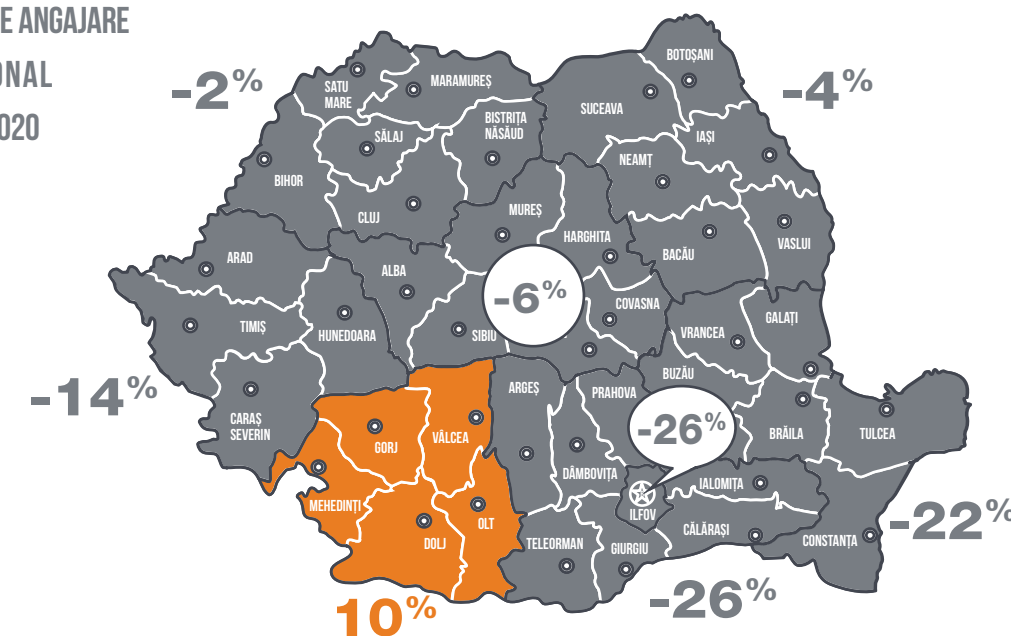 E ANGAJARE
ONAL
020
-2%
-4%
BOTOȘANI
SATU
MARE
MARAMUREȘ
SUCEAVA
BISTRIȚA
NĂSĂUD
SĂLAJ
IAȘI
NEAMȚ
BIHOR
CLUJ
MUREȘ
HARGHITA
VASLUI
BACĂU
ARAD
ALBA
-6%
COVASNA
TIMIȘ
HUNEDOARA
SIBIU
VRANCEA
GALAȚI
-14%
BUZĂU
ARGEȘ
PRAHOVA
CARAȘ
SEVERIN
GORJ
VÂLCEA
-26%
BRĂILA
TULCEA
DÂMBOVIȚA
IALOMIȚA
MEHEDINȚI
ILFOV
OLT
DOLJ
TELEORMAN
GIURGIU
CĂLĂRAȘI
CONSTANȚA
-22%
-26%
10%